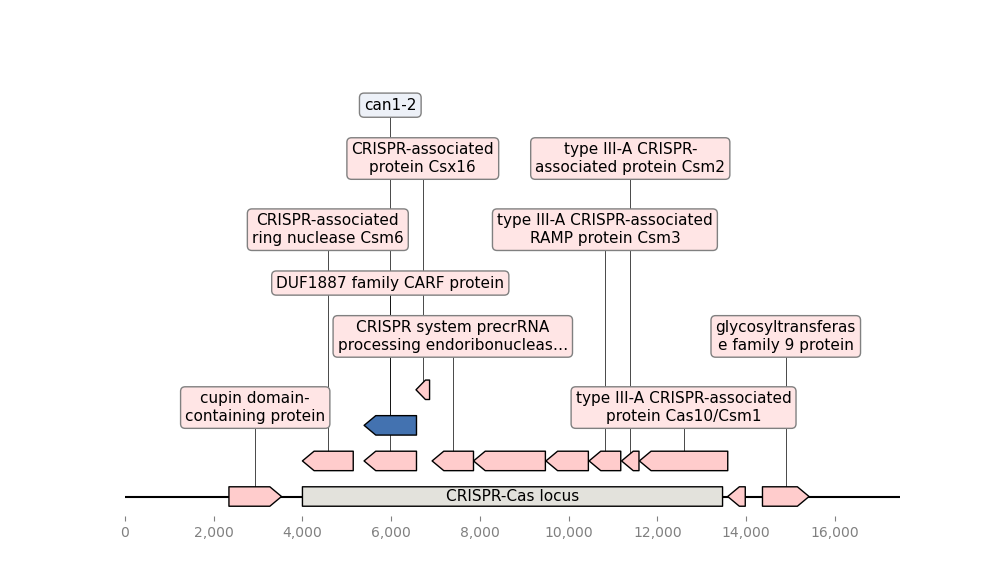 can1-2
CRISPR-associated
protein Csx16
type III-A CRISPR-
associated protein Csm2
CRISPR-associated
ring nuclease Csm6
type III-A CRISPR-associated
RAMP protein Csm3
DUF1887 family CARF protein
CRISPR system precrRNA
processing endoribonucleas…
glycosyltransferas
e family 9 protein
cupin domain-
containing protein
type III-A CRISPR-associated
protein Cas10/Csm1
CRISPR-Cas locus
0 2,000 4,000 6,000 8,000 10,000 12,000 14,000 16,000